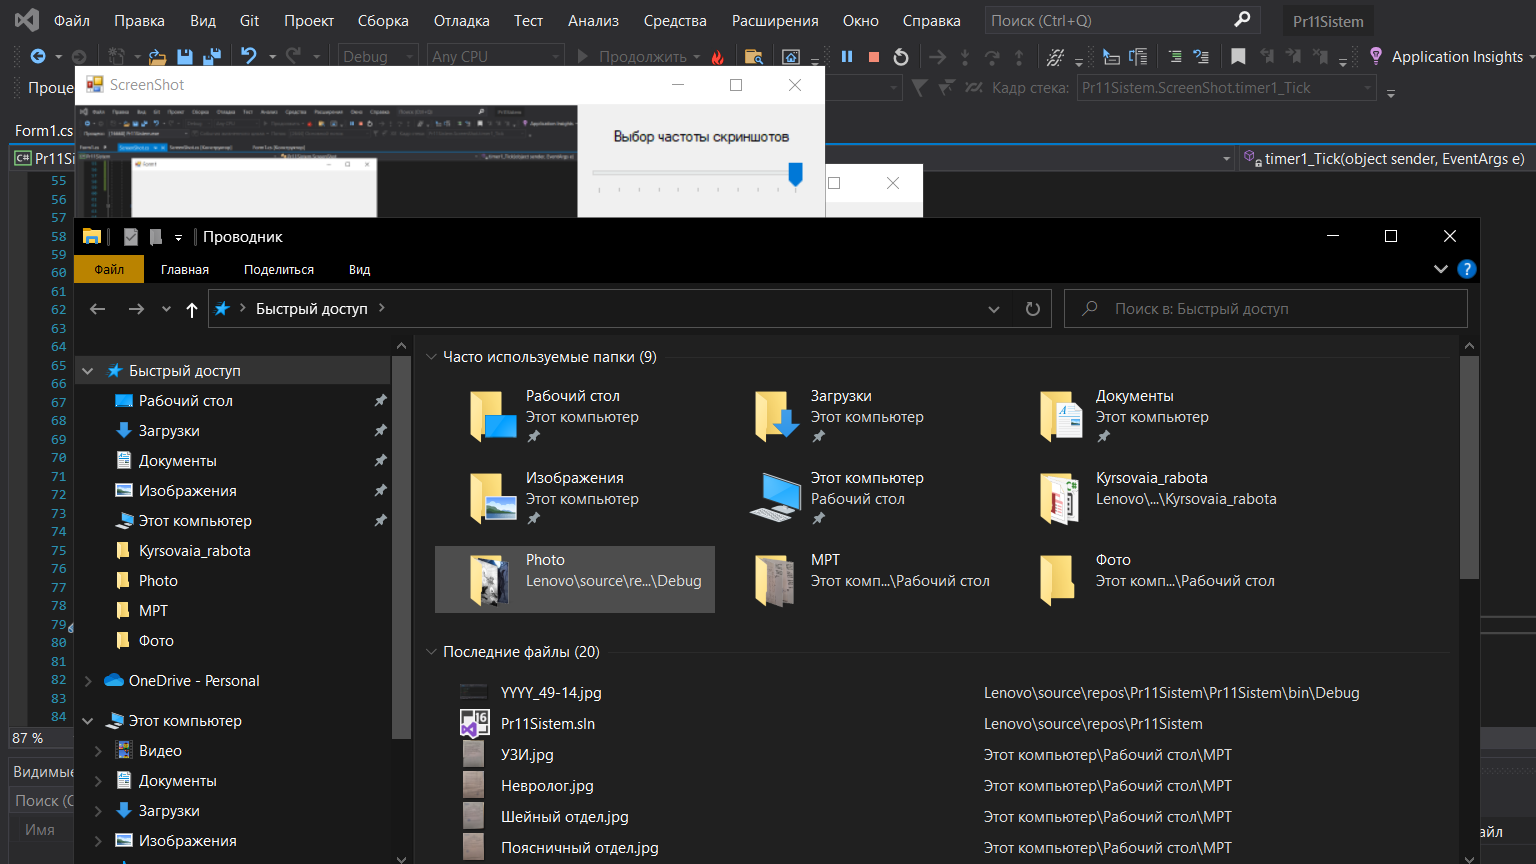 Файл Правка Вид Git Проект Сборка Отладка Тест Анализ Средства Расширения Окно Справка Поиск (Ctrl+Q) Pr11Sistem
Debug Any CPU Продолжить Application Insights
Проце Кадр стека: Pr11Sistem.ScreenShot.timer1_Tick
ScreenShot
Выбор частоты скриншотов
Form1.cs
C# Pr11Si timer1_Tick(object sender, EventArgs e)
55
56
57
58
59
60
61
62
63
64
65
66
67
68
69
70
71
72
73
74
75
76
77
78
79
80
81
82
83
84
87 %
Видимые
Поиск (C
Имя
айл
Проводник
Файл Главная Поделиться Вид
Быстрый доступ Поиск в: Быстрый доступ
Быстрый доступ
Рабочий стол
Загрузки
Документы
Изображения
Этот компьютер
Kyrsovaia_rabota
Photo
МРТ
Фото
OneDrive - Personal
Этот компьютер
Видео
Документы
Загрузки
Изображения
Часто используемые папки (9)
Рабочий стол
Этот компьютер
Загрузки
Этот компьютер
Документы
Этот компьютер
Изображения
Этот компьютер
Этот компьютер
Рабочий стол
Kyrsovaia_rabota
Lenovo\...\Kyrsovaia_rabota
Photo
Lenovo\source\re...\Debug
МРТ
Этот комп...\Рабочий стол
Фото
Этот комп...\Рабочий стол
Последние файлы (20)
YYYY_49-14.jpg Lenovo\source\repos\Pr11Sistem\Pr11Sistem\bin\Debug
Pr11Sistem.sln Lenovo\source\repos\Pr11Sistem
УЗИ.jpg Этот компьютер\Рабочий стол\МРТ
Невролог.jpg Этот компьютер\Рабочий стол\МРТ
Шейный отдел.jpg Этот компьютер\Рабочий стол\МРТ
Поясничный отдел.jpg Этот компьютер\Рабочий стол\МРТ